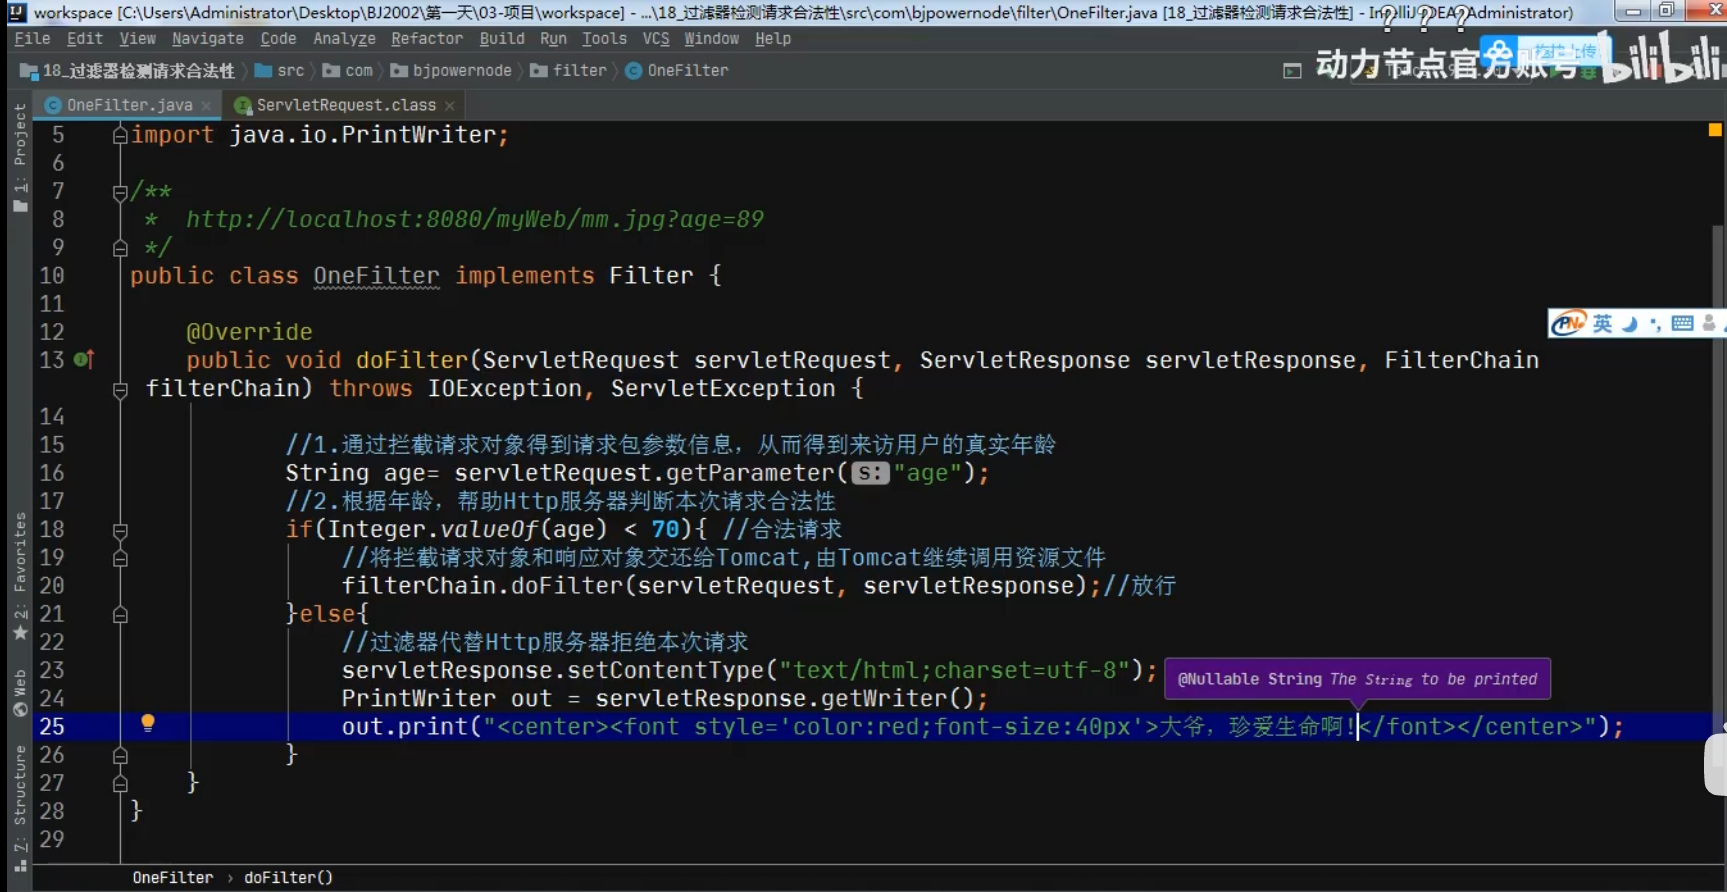 workspace [C:\Users\Administrator\Desktop\BJ2002\第一天\03-项目\workspace] - ...\18_过滤器检测请求合法性\src\com\bjpowernode\filter\OneFilter.java [18_过滤器检测请求合法性] - IntelliJ IDEA (Administrator)
? ? ?
File Edit View Navigate Code Analyze Refactor Build Run Tools VCS Window Help
动力节点官方账号 bilibili
18_过滤器检测请求合法性 src com bjpowernode filter OneFilter
OneFilter.java ServletRequest.class
1: Project
5 import java.io.PrintWriter;
6
7 /**
8 * http://localhost:8080/myWeb/mm.jpg?age=89
9 */
10 public class OneFilter implements Filter {
11
英
12 @Override
13 public void doFilter(ServletRequest servletRequest, ServletResponse servletResponse, FilterChain
filterChain) throws IOException, ServletException {
14
15 //1.通过拦截请求对象得到请求包参数信息，从而得到来访用户的真实年龄
16 String age= servletRequest.getParameter( s: "age");
17 //2.根据年龄，帮助Http服务器判断本次请求合法性
18 if(Integer.valueOf(age) < 70){ //合法请求
19 //将拦截请求对象和响应对象交还给Tomcat,由Tomcat继续调用资源文件
20 filterChain.doFilter(servletRequest, servletResponse);//放行
21 }else{
22 //过滤器代替Http服务器拒绝本次请求
23 servletResponse.setContentType("text/html;charset=utf-8");
@Nullable String The String to be printed
24 PrintWriter out = servletResponse.getWriter();
25 out.print("<center><font style='color:red;font-size:40px'>大爷，珍爱生命啊!</font></center>");
26 }
27 }
28 }
29
2: Favorites
Web
7: Structure
OneFilter › doFilter()